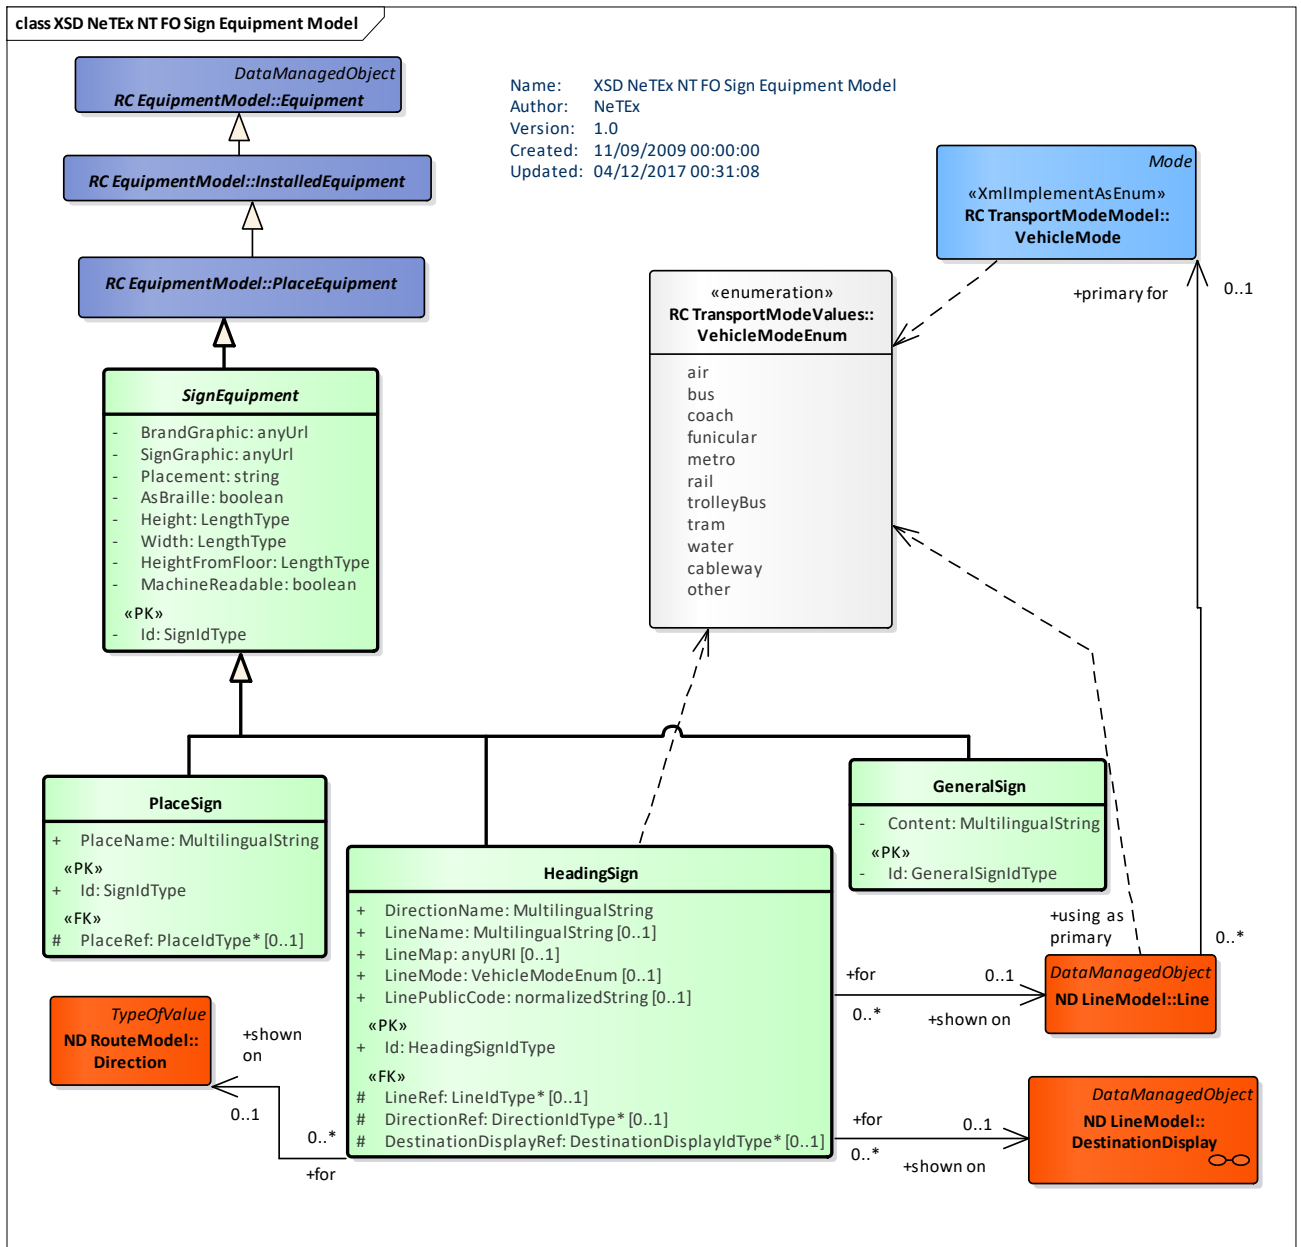 class XSD NeTEx NT FO Sign Equipment Model
DataManagedObject
RC EquipmentModel::Equipment
Name: XSD NeTEx NT FO Sign Equipment Model
Author: NeTEx
Version: 1.0
Created: 11/09/2009 00:00:00
Updated: 04/12/2017 00:31:08
RC EquipmentModel::InstalledEquipment
RC EquipmentModel::PlaceEquipment
Mode
«XmlImplementAsEnum»
RC TransportModeModel::
VehicleMode
+primary for
0..1
«enumeration»
RC TransportModeValues::
VehicleModeEnum
air
bus
coach
funicular
metro
rail
trolleyBus
tram
water
cableway
other
SignEquipment
- BrandGraphic: anyUrl
- SignGraphic: anyUrl
- Placement: string
- AsBraille: boolean
- Height: LengthType
- Width: LengthType
- HeightFromFloor: LengthType
- MachineReadable: boolean
«PK»
- Id: SignIdType
PlaceSign
+ PlaceName: MultilingualString
«PK»
+ Id: SignIdType
«FK»
# PlaceRef: PlaceIdType* [0..1]
GeneralSign
- Content: MultilingualString
«PK»
- Id: GeneralSignIdType
HeadingSign
+ DirectionName: MultilingualString
+ LineName: MultilingualString [0..1]
+ LineMap: anyURI [0..1]
+ LineMode: VehicleModeEnum [0..1]
+ LinePublicCode: normalizedString [0..1]
«PK»
+ Id: HeadingSignIdType
«FK»
# LineRef: LineIdType* [0..1]
# DirectionRef: DirectionIdType* [0..1]
# DestinationDisplayRef: DestinationDisplayIdType* [0..1]
+using as
primary
0..*
DataManagedObject
ND LineModel::Line
+for
0..1
0..*
+shown on
TypeOfValue
ND RouteModel::
Direction
+shown
on
0..1
0..*
+for
DataManagedObject
ND LineModel::
DestinationDisplay
+for
0..1
0..*
+shown on